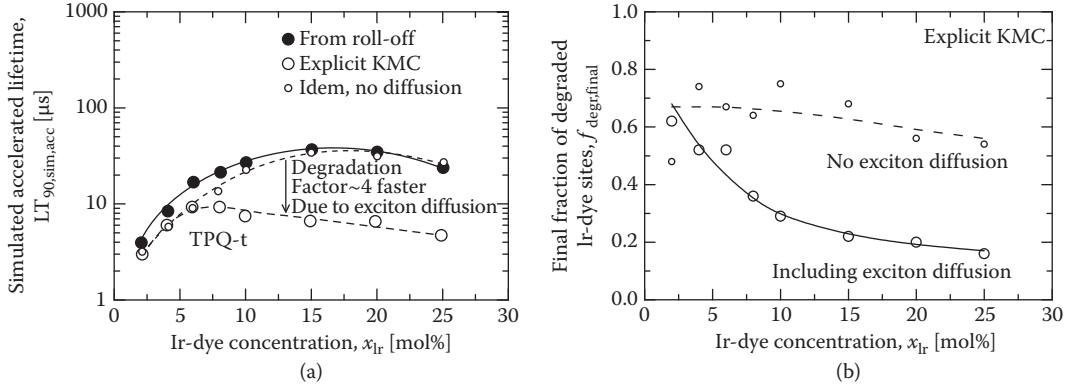 1000
100
10
1
Simulated accelerated lifetime,
LT90,sim,acc [µs]
From roll-off
Explicit KMC
Idem, no diffusion
Degradation
Factor~4 faster
Due to exciton diffusion
TPQ-t
0 5 10 15 20 25 30
Ir-dye concentration, xIr [mol%]
(a)
1.0
0.8
0.6
0.4
0.2
0.0
Final fraction of degraded
Ir-dye sites, fdegr,final
Explicit KMC
No exciton diffusion
Including exciton diffusion
0 5 10 15 20 25 30
Ir-dye concentration, xIr [mol%]
(b)